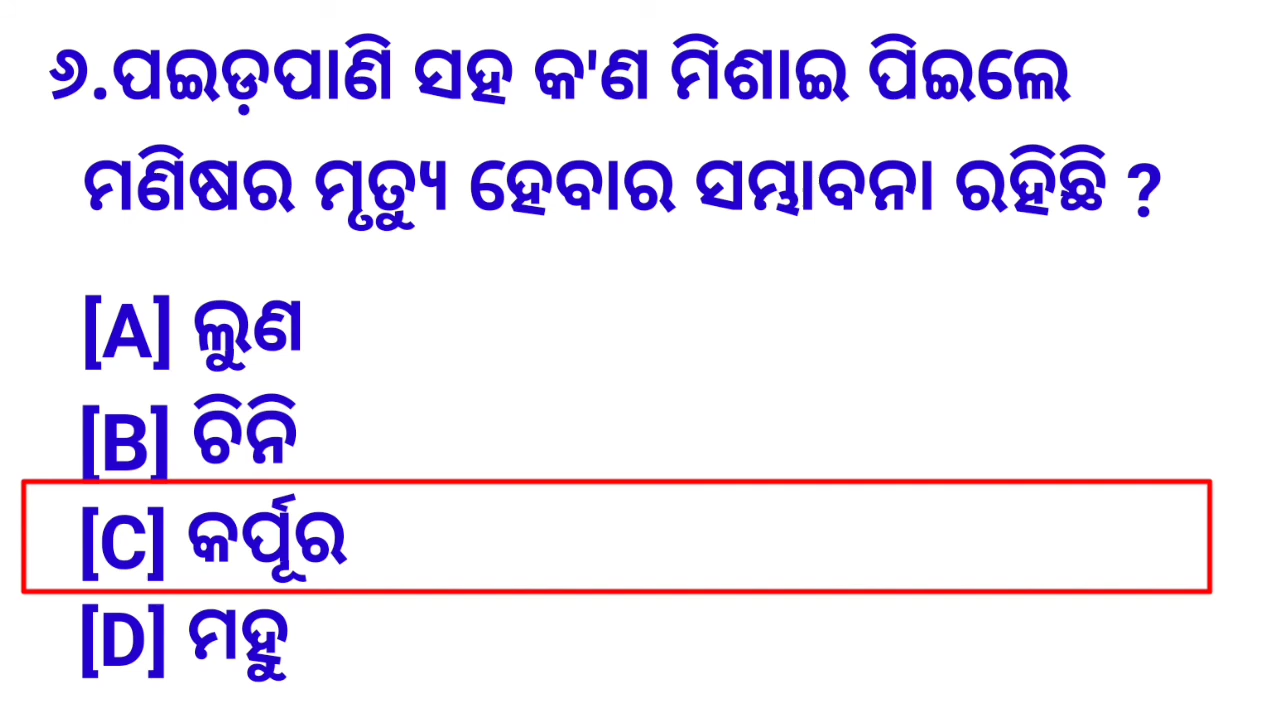 ୬.ପଇଡ଼ପାଣି ସହ କ'ଣ ମିଶାଇ ପିଇଲେ
ମଣିଷର ମୃତ୍ୟୁ ହେବାର ସମ୍ଭାବନା ରହିଛି ?
[A] ଲୁଣ
[B] ଚିନି
[C] କର୍ପୂର
[D] ମହୁ